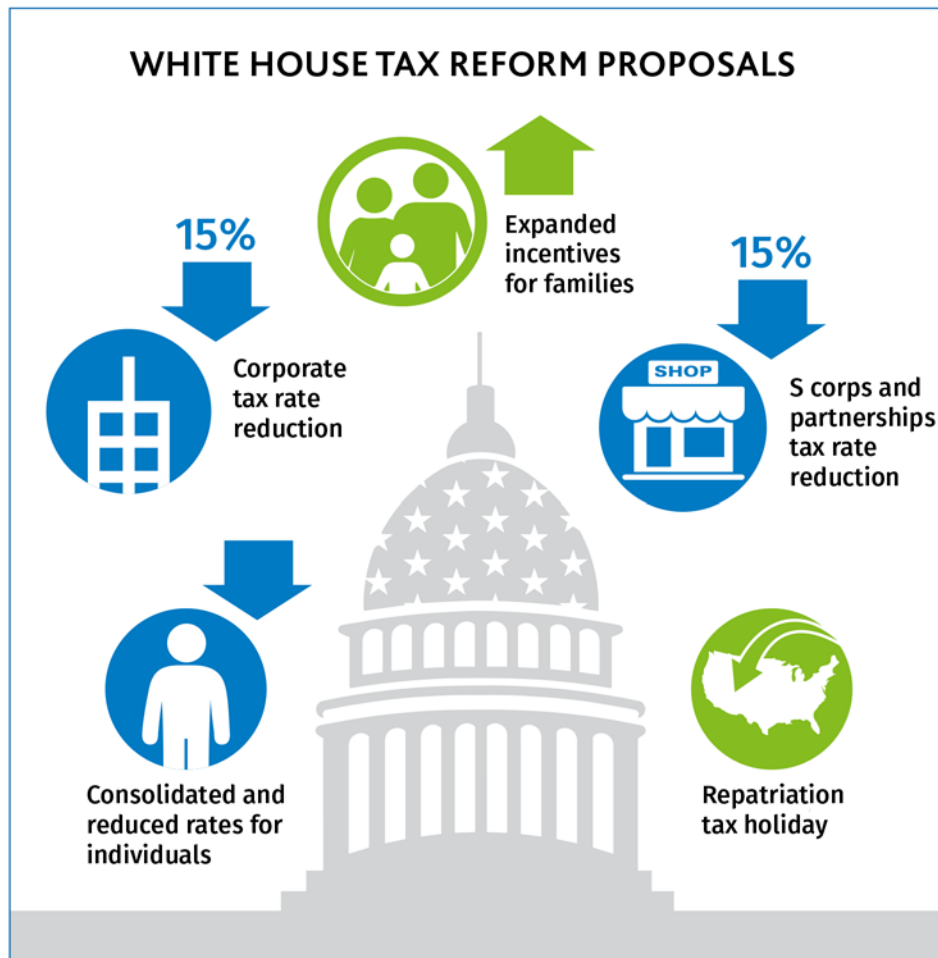 WHITE HOUSE TAX REFORM PROPOSALS
Expanded
incentives
for families
15%
Corporate
tax rate
reduction
15%
SHOP
S corps and
partnerships
tax rate
reduction
Consolidated and
reduced rates for
individuals
Repatriation
tax holiday